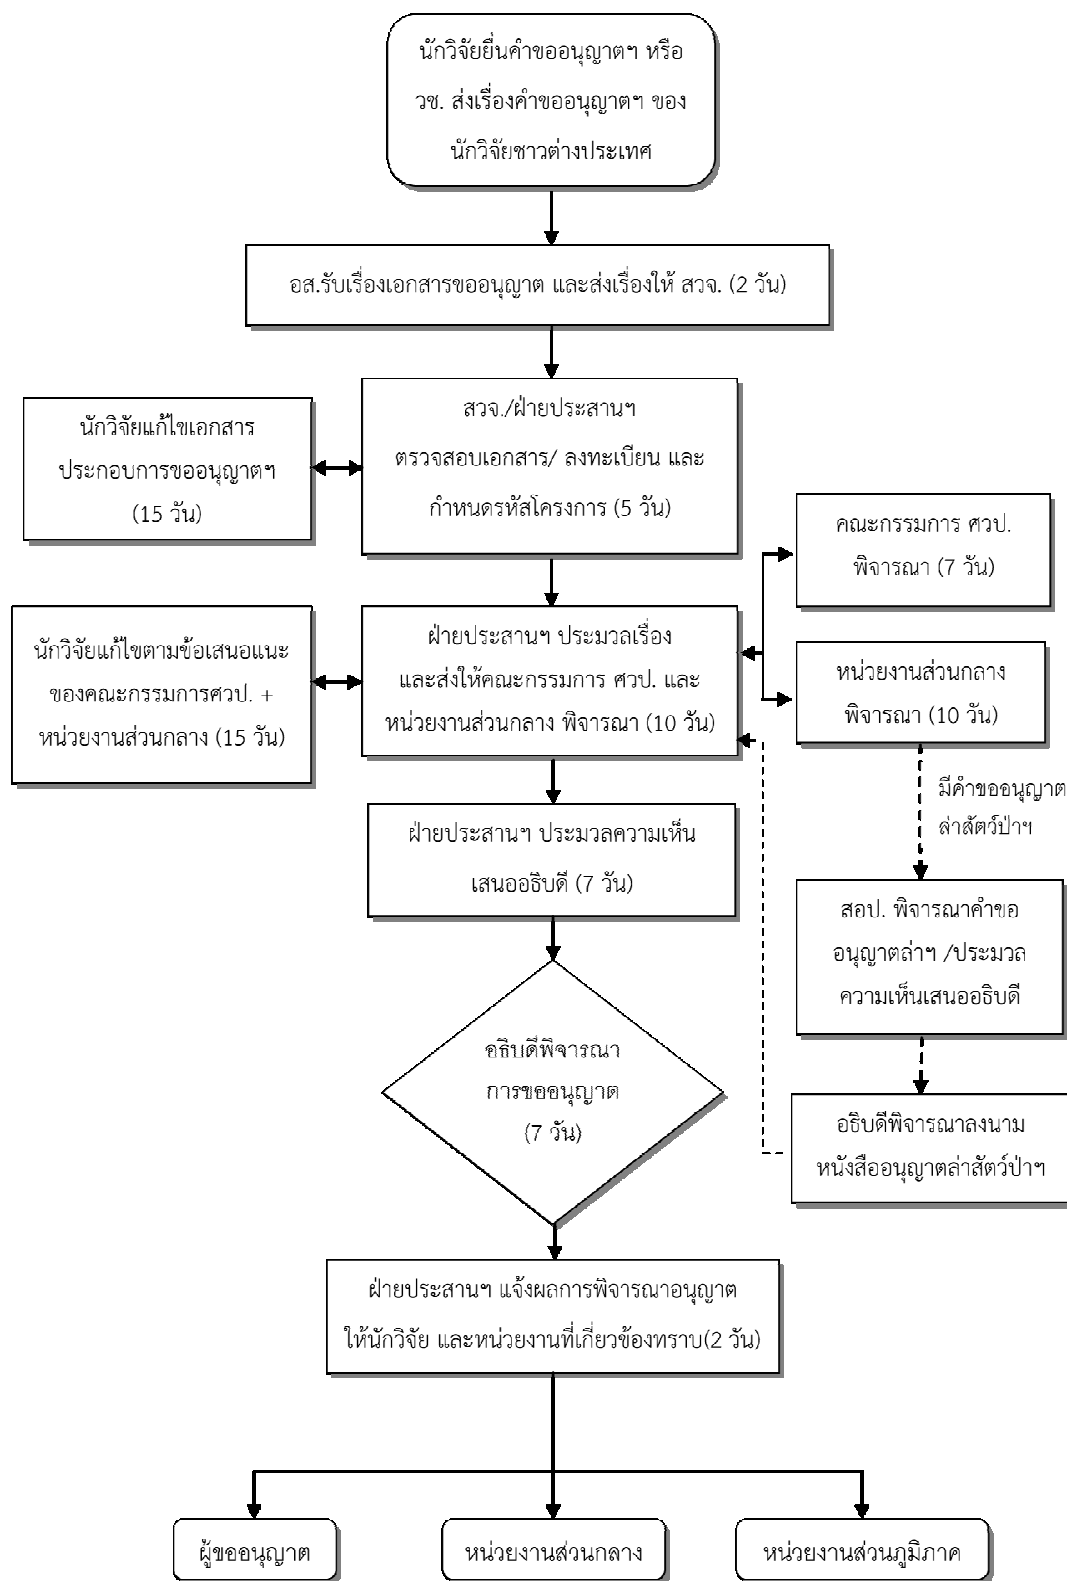 นักวิจัยยื่นคำขออนุญาตฯ หรือ
วช. ส่งเรื่องคำขออนุญาตฯ ของ
นักวิจัยชาวต่างประเทศ
อส.รับเรื่องเอกสารขออนุญาต และส่งเรื่องให้ สวจ. (2 วัน)
นักวิจัยแก้ไขเอกสาร
ประกอบการขออนุญาตฯ
(15 วัน)
สวจ./ฝ่ายประสานฯ
ตรวจสอบเอกสาร/ ลงทะเบียน และ
กำหนดรหัสโครงการ (5 วัน)
คณะกรรมการ ศวป.
พิจารณา (7 วัน)
นักวิจัยแก้ไขตามข้อเสนอแนะ
ของคณะกรรมการศวป. +
หน่วยงานส่วนกลาง (15 วัน)
ฝ่ายประสานฯ ประมวลเรื่อง
และส่งให้คณะกรรมการ ศวป. และ
หน่วยงานส่วนกลาง พิจารณา (10 วัน)
หน่วยงานส่วนกลาง
พิจารณา (10 วัน)
มีคำขออนุญาต
ล่าสัตว์ป่าฯ
ฝ่ายประสานฯ ประมวลความเห็น
เสนออธิบดี (7 วัน)
สอป. พิจารณาคำขอ
อนุญาตล่าฯ /ประมวล
ความเห็นเสนออธิบดี
อธิบดีพิจารณา
การขออนุญาต
(7 วัน)
อธิบดีพิจารณาลงนาม
หนังสืออนุญาตล่าสัตว์ป่าฯ
ฝ่ายประสานฯ แจ้งผลการพิจารณาอนุญาต
ให้นักวิจัย และหน่วยงานที่เกี่ยวข้องทราบ(2 วัน)
ผู้ขออนุญาต
หน่วยงานส่วนกลาง
หน่วยงานส่วนภูมิภาค